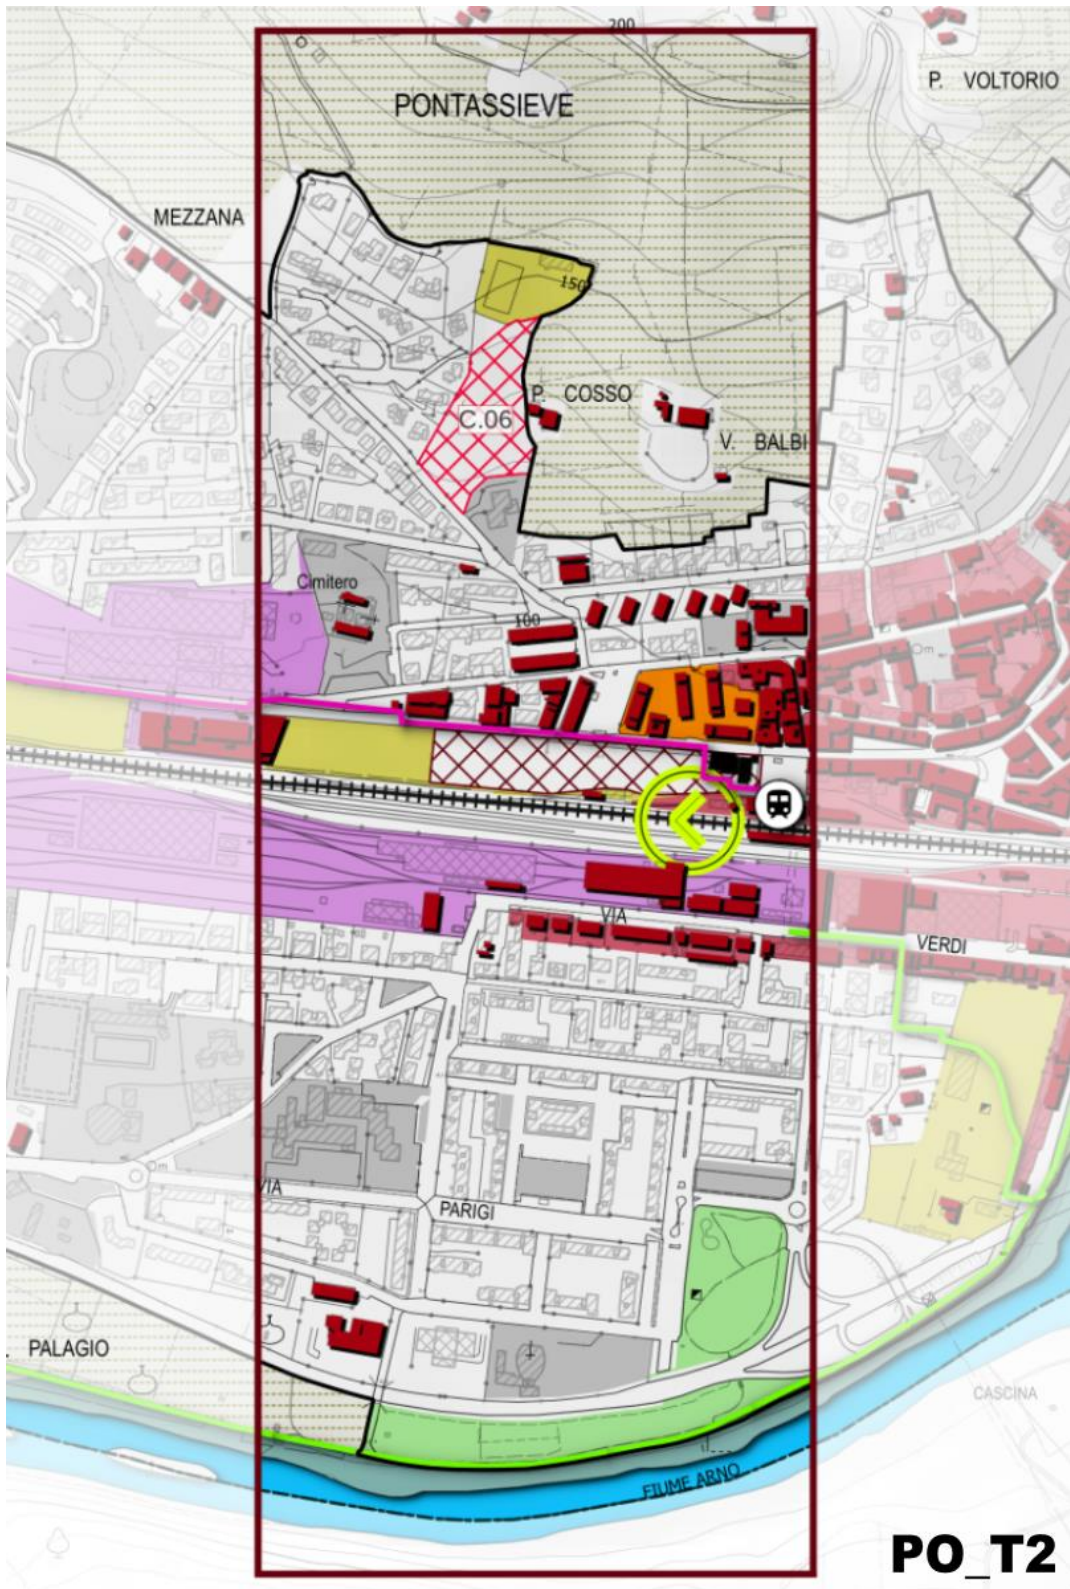 200
P. VOLTORIO
PONTASSIEVE
MEZZANA
150
P. COSSO
C.06
V. BALBI
Cimitero
100
m
VIA
VERDI
m
VIA
PARIGI
PALAGIO
CASCINA
FIUME ARNO
PO_T2